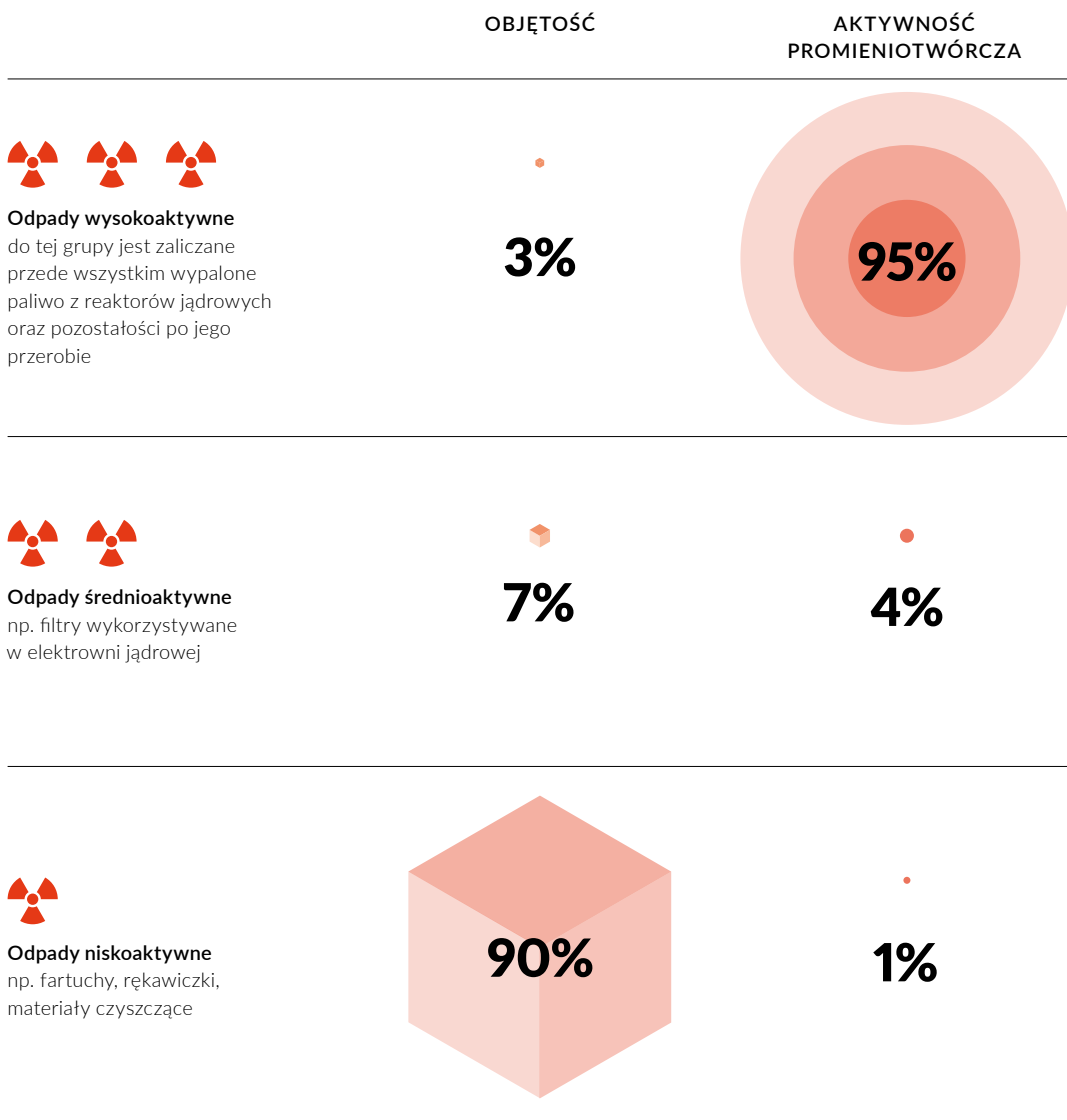 OBJĘTOŚĆ
AKTYWNOŚĆ
PROMIENIOTWÓRCZA
Odpady wysokoaktywne
do tej grupy jest zaliczane
przede wszystkim wypalone
paliwo z reaktorów jądrowych
oraz pozostałości po jego
przerobie
3%
95%
Odpady średnioaktywne
np. filtry wykorzystywane
w elektrowni jądrowej
7%
4%
Odpady niskoaktywne
np. fartuchy, rękawiczki,
materiały czyszczące
90%
1%